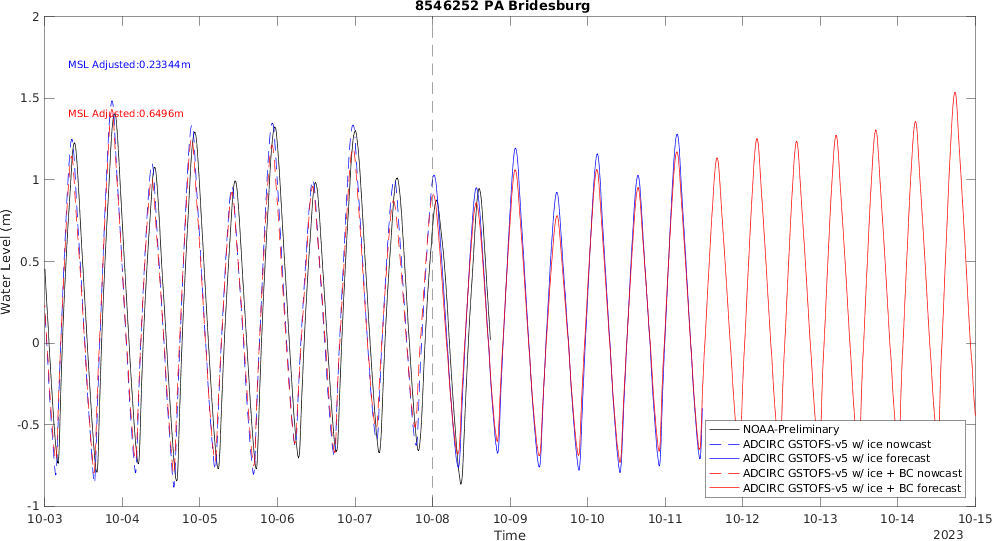 8546252 PA Bridesburg
2
1.5
1
0.5
0
-0.5
-1
Water Level (m)
MSL Adjusted:0.23344m
MSL Adjusted:0.6496m
NOAA-Preliminary
ADCIRC GSTOFS-v5 w/ ice nowcast
ADCIRC GSTOFS-v5 w/ ice forecast
ADCIRC GSTOFS-v5 w/ ice + BC nowcast
ADCIRC GSTOFS-v5 w/ ice + BC forecast
10-03 10-04 10-05 10-06 10-07 10-08 10-09 10-10 10-11 10-12 10-13 10-14 10-15
Time
2023